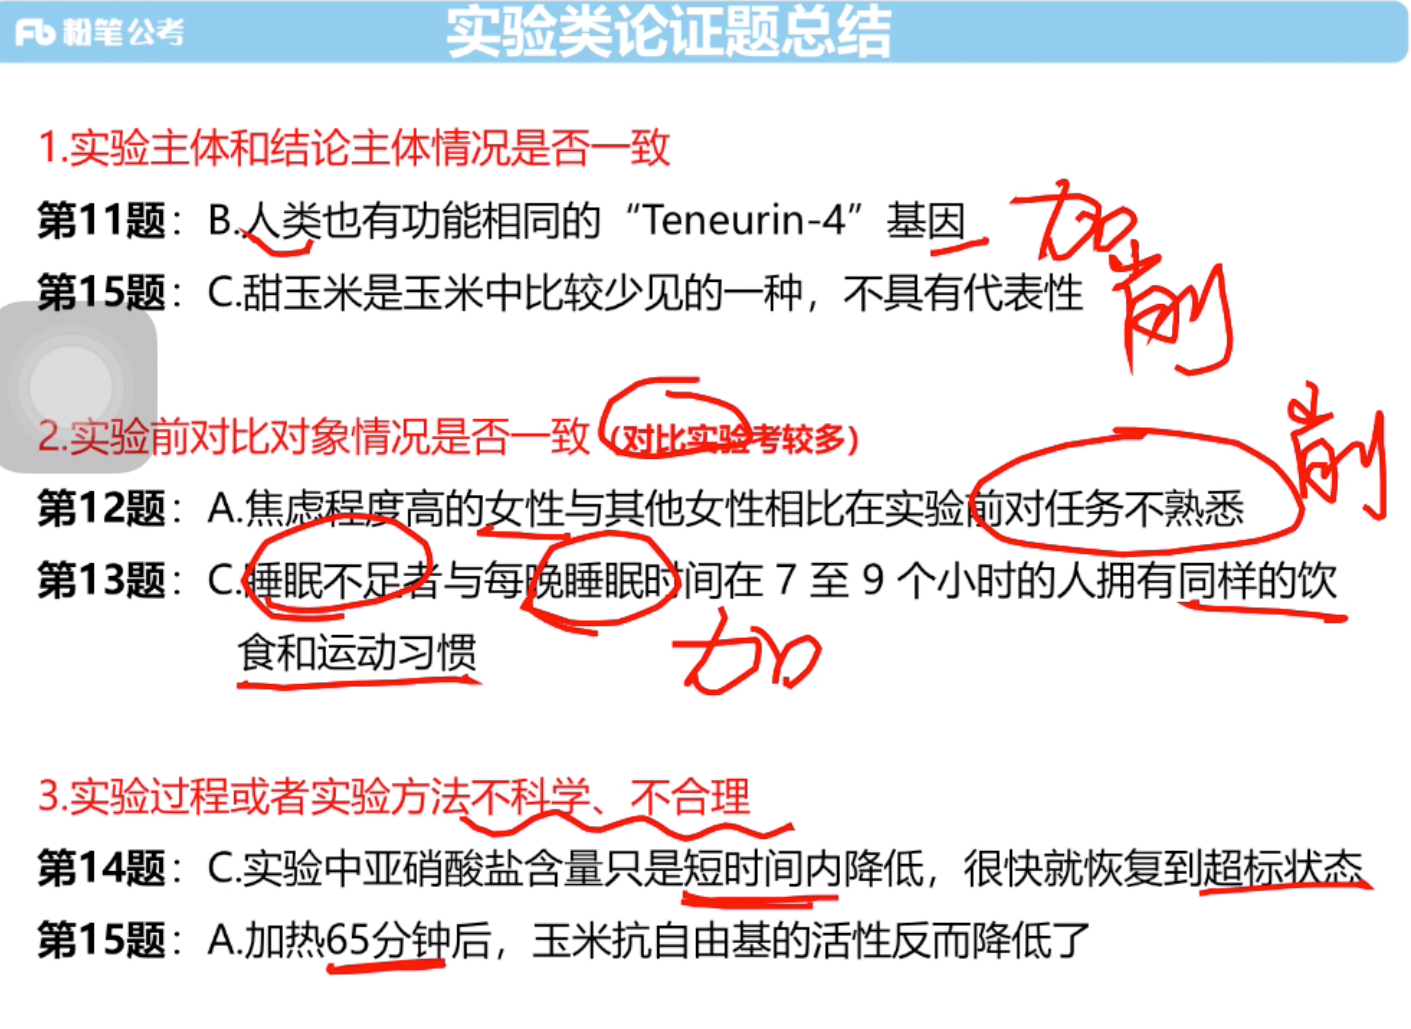 粉笔公考
实验类论证题总结
1.实验主体和结论主体情况是否一致
第11题：B.人类也有功能相同的“Teneurin-4”基因
加
第15题：C.甜玉米是玉米中比较少见的一种，不具有代表性
削
2.实验前对比对象情况是否一致（对比实验考较多）
削
第12题：A.焦虑程度高的女性与其他女性相比在实验前对任务不熟悉
第13题：C.睡眠不足者与每晚睡眠时间在 7 至 9 个小时的人拥有同样的饮
食和运动习惯
加
3.实验过程或者实验方法不科学、不合理
第14题：C.实验中亚硝酸盐含量只是短时间内降低，很快就恢复到超标状态
第15题：A.加热65分钟后，玉米抗自由基的活性反而降低了